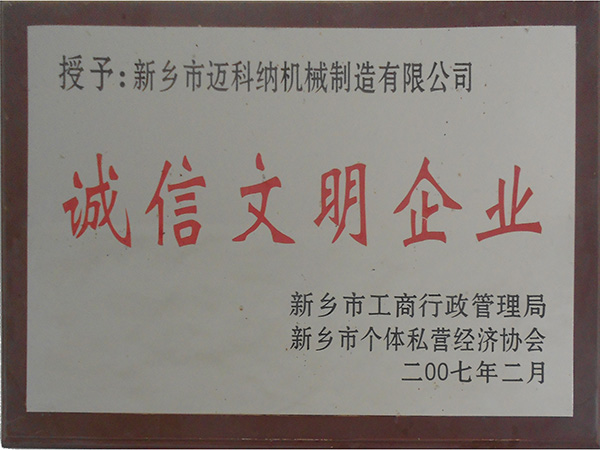 授予:新乡市迈科纳机械制造有限公司
诚信文明企业
新乡市工商行政管理局
新乡市个体私营经济协会
二00七年二月